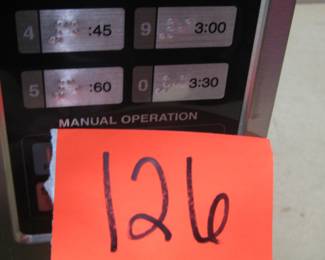 4 :45 9 3:00
5 :60 0 3:30
MANUAL OPERATION
126